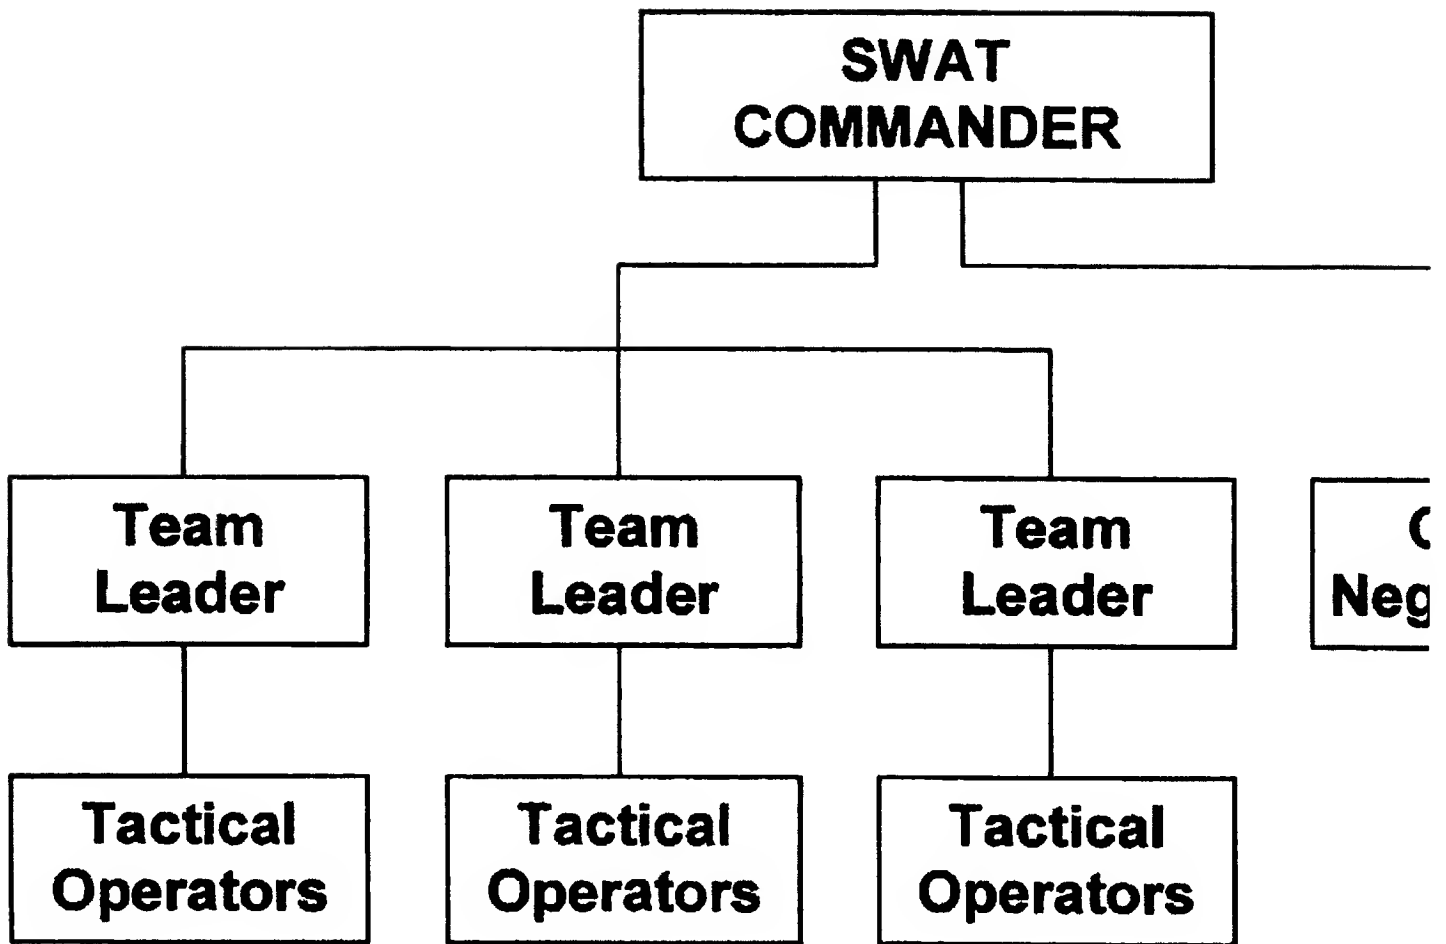 SWAT
COMMANDER
Team
Leader
Team
Leader
Team
Leader
Tactical
Operators
Tactical
Operators
Tactical
Operators